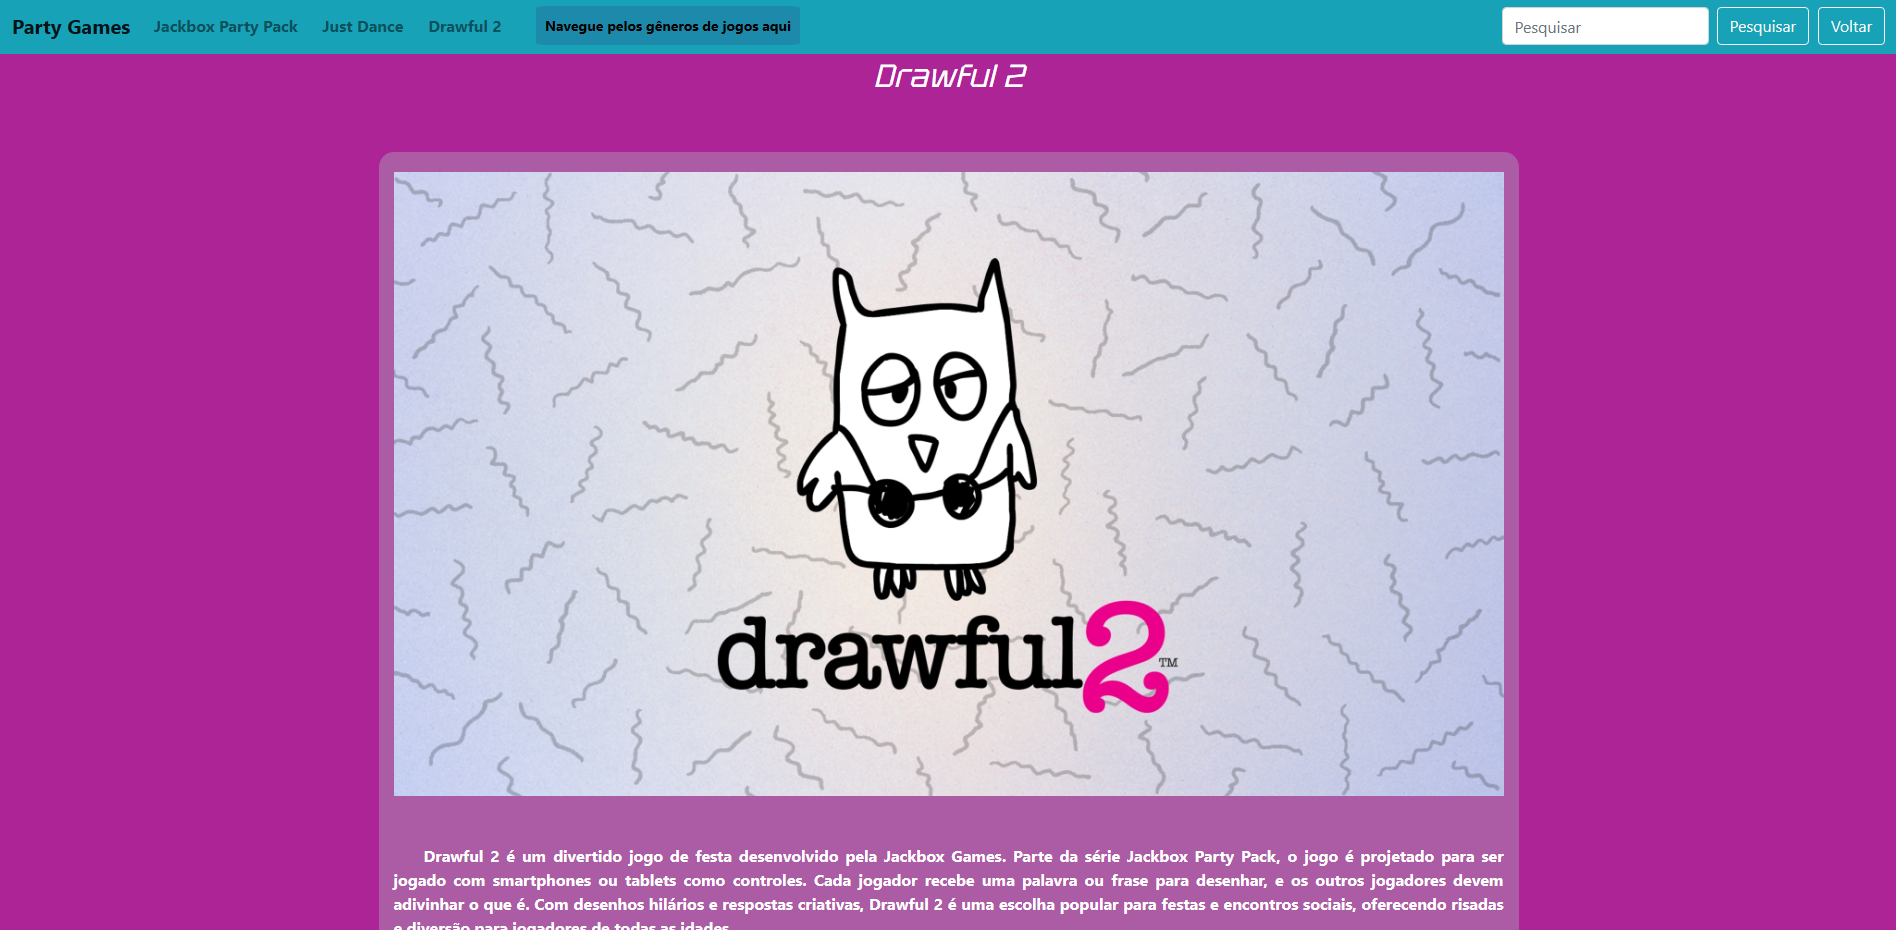 Party Games Jackbox Party Pack Just Dance Drawful 2 Navegue pelos gêneros de jogos aqui Pesquisar Pesquisar Voltar
Drawful 2
drawful2™
Drawful 2 é um divertido jogo de festa desenvolvido pela Jackbox Games. Parte da série Jackbox Party Pack, o jogo é projetado para ser
jogado com smartphones ou tablets como controles. Cada jogador recebe uma palavra ou frase para desenhar, e os outros jogadores devem
adivinhar o que é. Com desenhos hilários e respostas criativas, Drawful 2 é uma escolha popular para festas e encontros sociais, oferecendo risadas
e diversão para jogadores de todas as idades.